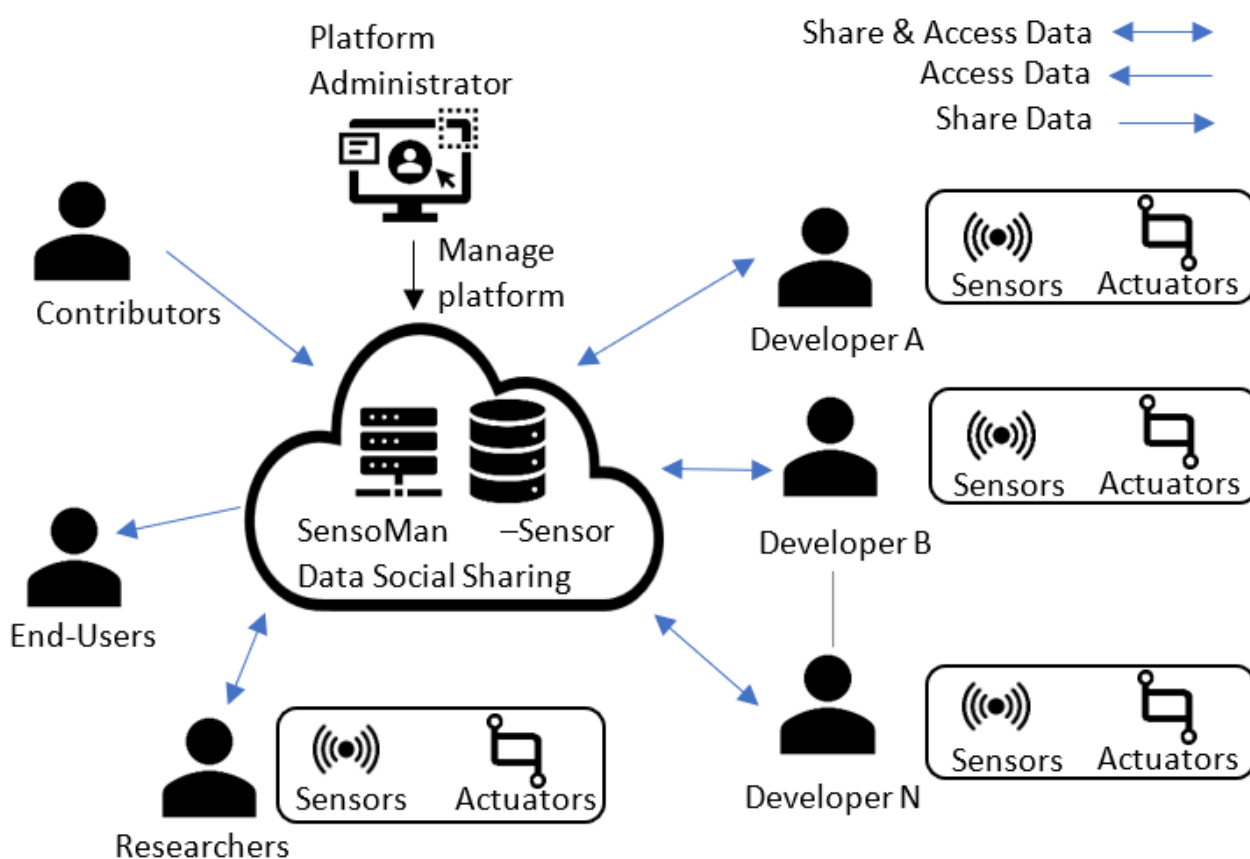 Platform
Administrator
Share & Access Data
Access Data
Share Data
Manage
platform
Contributors
Sensors Actuators
Developer A
Sensors Actuators
Developer B
SensoMan –Sensor
Data Social Sharing
End-Users
Sensors Actuators
Developer N
Sensors Actuators
Researchers